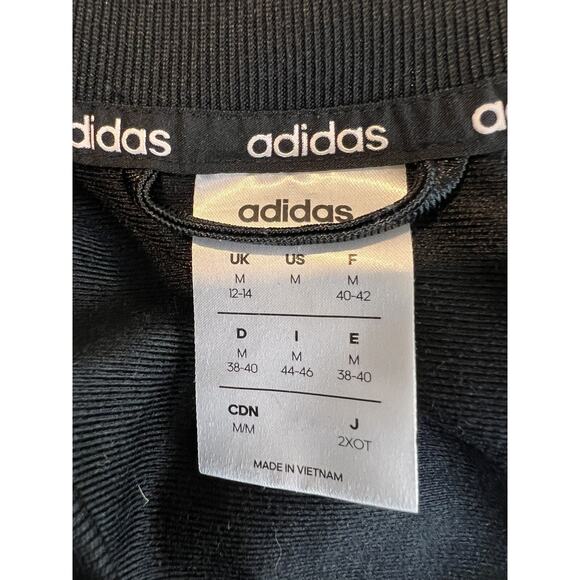 adidas adidas a
adidas
UK US F
M M M
12-14 40-42
D I E
M M M
38-40 44-46 38-40
CDN J
M/M 2XOT
MADE IN VIETNAM